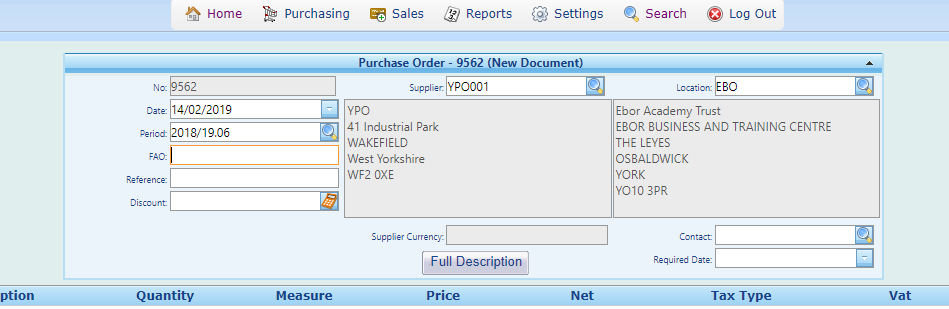 Home Purchasing Sales Reports Settings Search Log Out
Purchase Order - 9562 (New Document)
No: 9562
Supplier: YPO001
Location: EBO
Date: 14/02/2019
Period: 2018/19.06
FAO:
Reference:
Discount:
YPO
41 Industrial Park
WAKEFIELD
West Yorkshire
WF2 0XE
Ebor Academy Trust
EBOR BUSINESS AND TRAINING CENTRE
THE LEYES
OSBALDWICK
YORK
YO10 3PR
Supplier Currency:
Contact:
Full Description
Required Date:
ption Quantity Measure Price Net Tax Type Vat